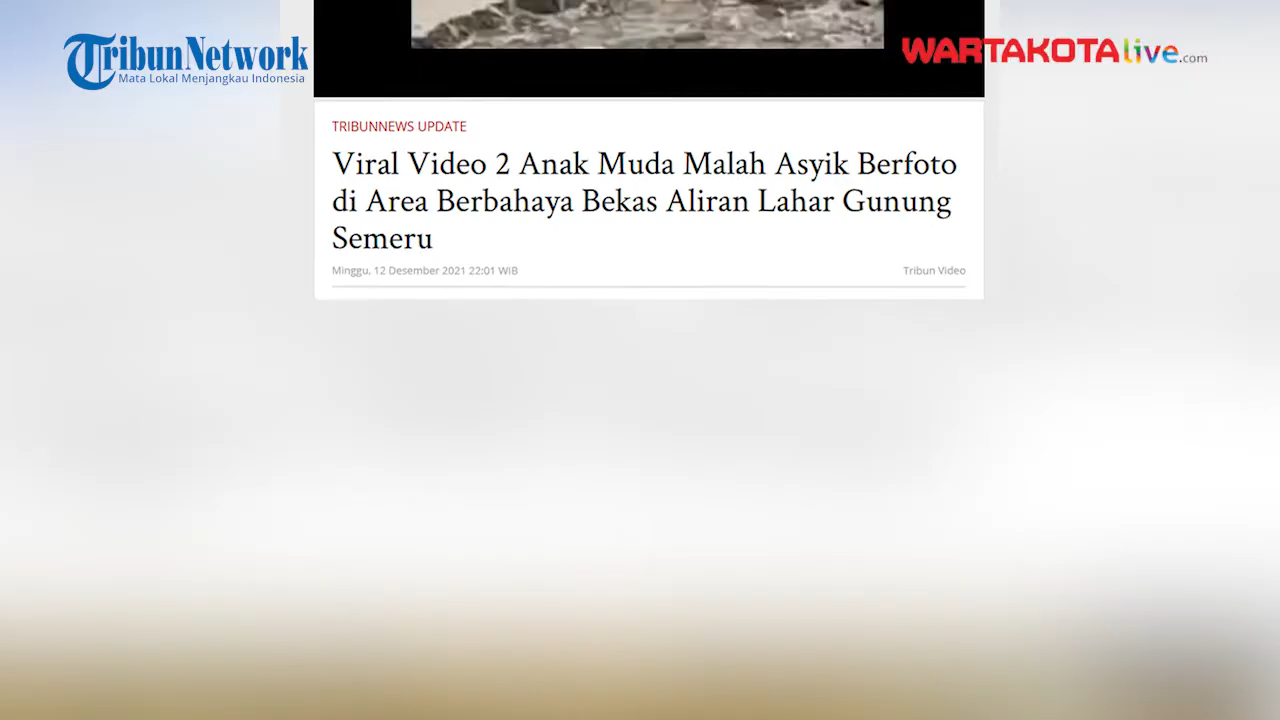 TribunNetwork
Mata Lokal Menjangkau Indonesia
WARTAKOTAlive.com
TRIBUNNEWS UPDATE
Viral Video 2 Anak Muda Malah Asyik Berfoto
di Area Berbahaya Bekas Aliran Lahar Gunung
Semeru
Minggu, 12 Desember 2021 22:01 WIB
Tribun Video